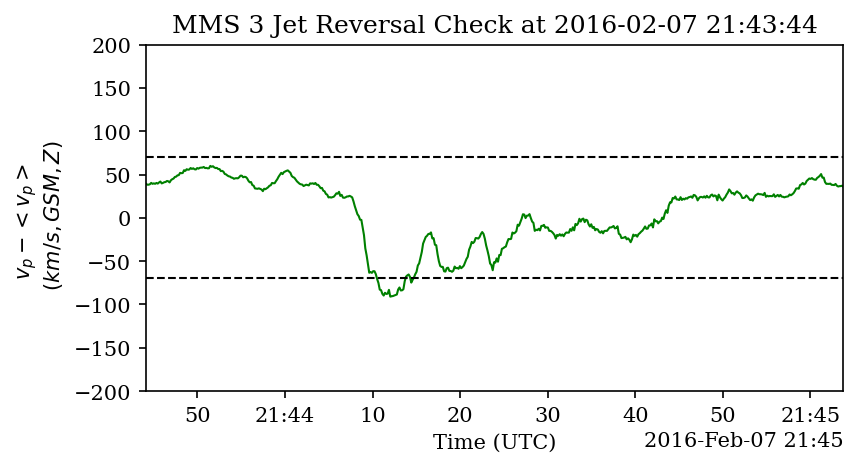 MMS 3 Jet Reversal Check at 2016-02-07 21:43:44
200
150
100
50
0
−50
−100
−150
−200
v_p − <v_p>
(km/s, GSM, Z)
50 21:44 10 20 30 40 50 21:45
Time (UTC)
2016-Feb-07 21:45